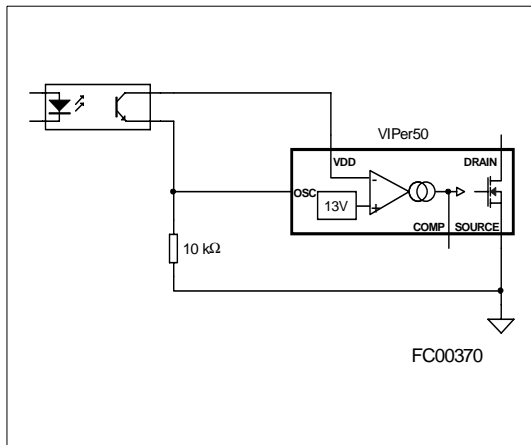 VIPer50
VDD
DRAIN
OSC
-
13V
+
COMP
SOURCE
10 kΩ
FC00370